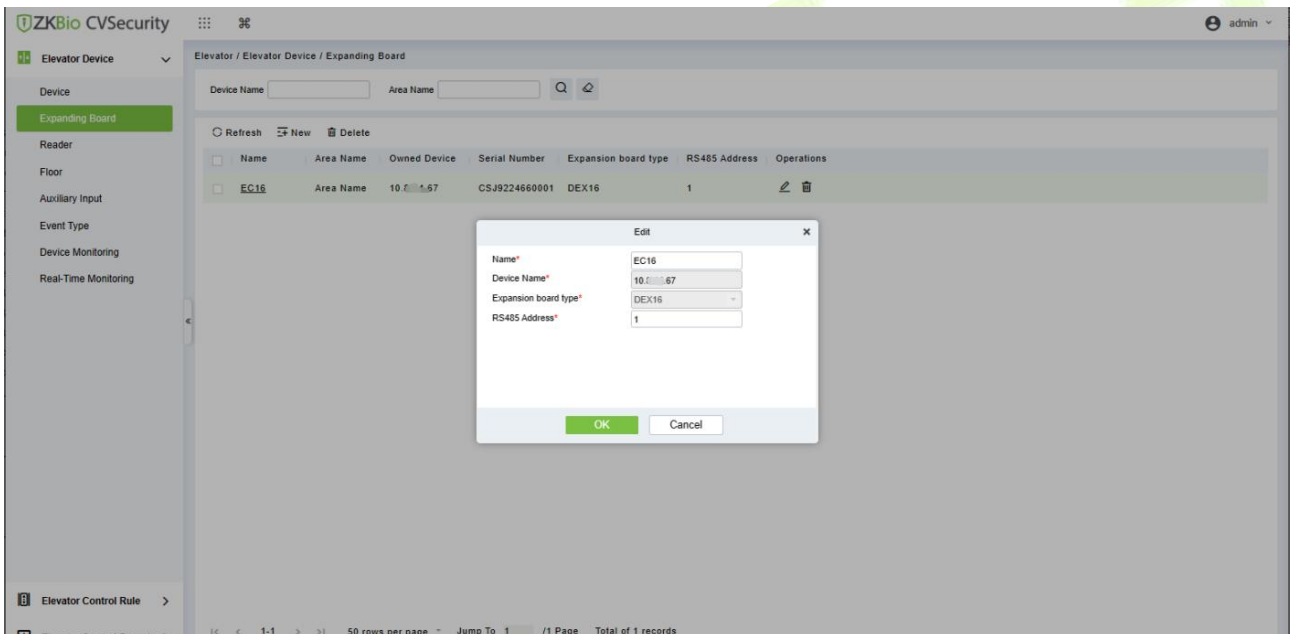 ZKBio CVSecurity
admin
Elevator Device
Elevator / Elevator Device / Expanding Board
Device
Expanding Board
Reader
Floor
Auxiliary Input
Event Type
Device Monitoring
Real-Time Monitoring
Device Name
Area Name
Refresh New Delete
Name Area Name Owned Device Serial Number Expansion board type RS485 Address Operations
EC16 Area Name CSJ9224660001 DEX16 1
Edit
Name* EC16
Device Name*
Expansion board type* DEX16
RS485 Address* 1
OK Cancel
Elevator Control Rule
1-1 50 rows per page Jump To 1 /1 Page Total of 1 records